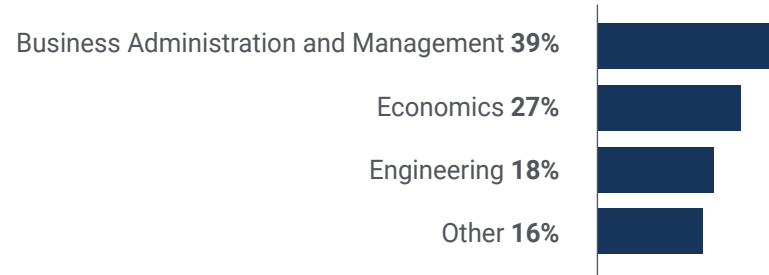 Business Administration and Management 39%
Economics 27%
Engineering 18%
Other 16%